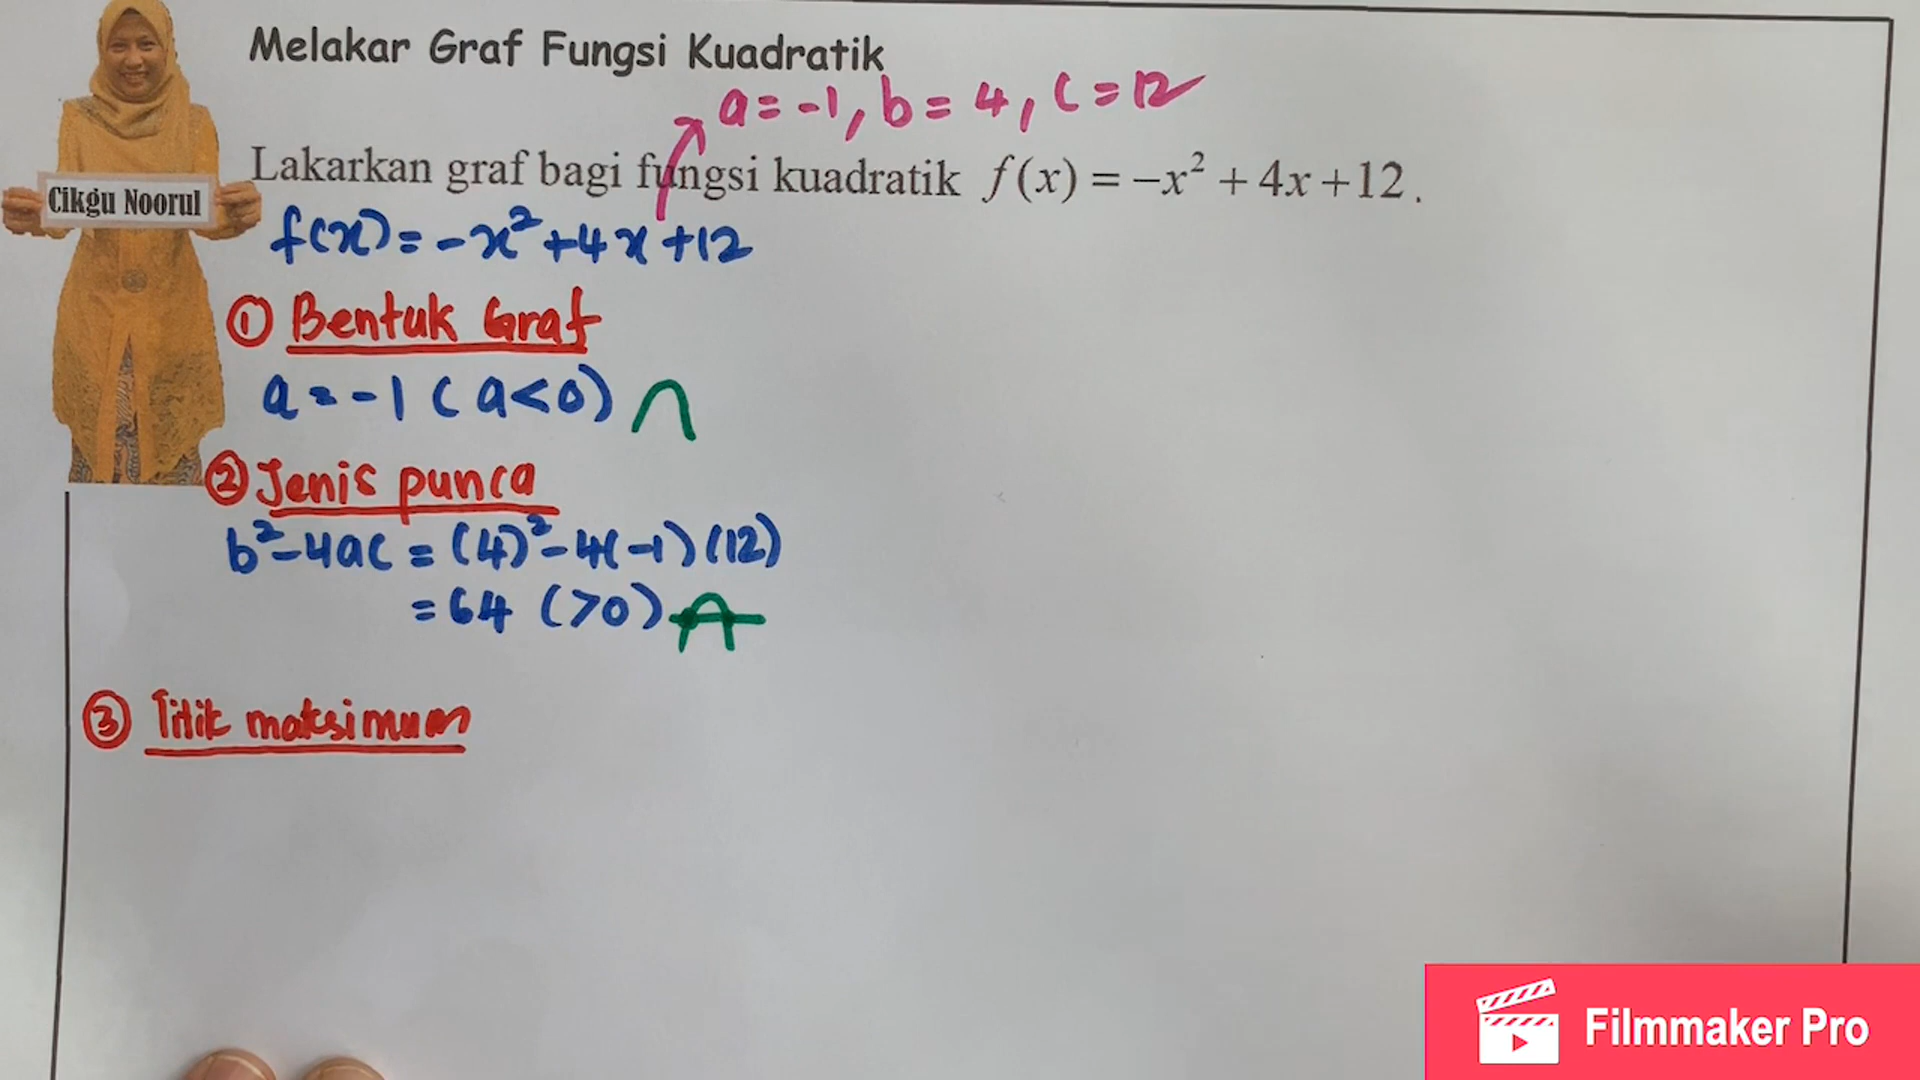 Melakar Graf Fungsi Kuadratik
a = -1, b = 4, c = 12
Lakarkan graf bagi fungsi kuadratik f(x) = −x² + 4x + 12.
Cikgu Noorul
f(x) = -x² + 4x + 12
① Bentuk Graf
a = -1 (a < 0)
② Jenis punca
b² - 4ac = (4)² - 4(-1)(12)
= 64 (>0)
③ Titik maksimum
Filmmaker Pro